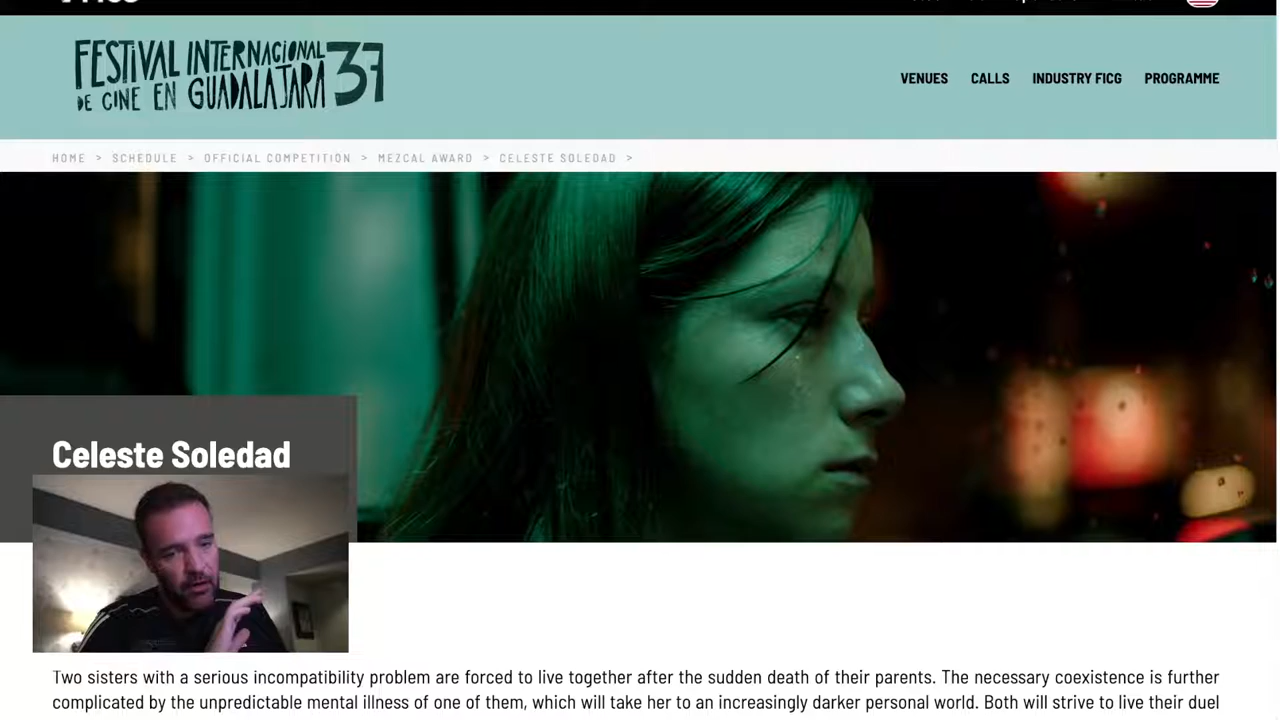 FESTIVAL INTERNACIONAL 37
DE CINE EN GUADALAJARA
VENUES CALLS INDUSTRY FICG PROGRAMME
HOME > SCHEDULE > OFFICIAL COMPETITION > MEZCAL AWARD > CELESTE SOLEDAD >
Celeste Soledad
Two sisters with a serious incompatibility problem are forced to live together after the sudden death of their parents. The necessary coexistence is further
complicated by the unpredictable mental illness of one of them, which will take her to an increasingly darker personal world. Both will strive to live their duel